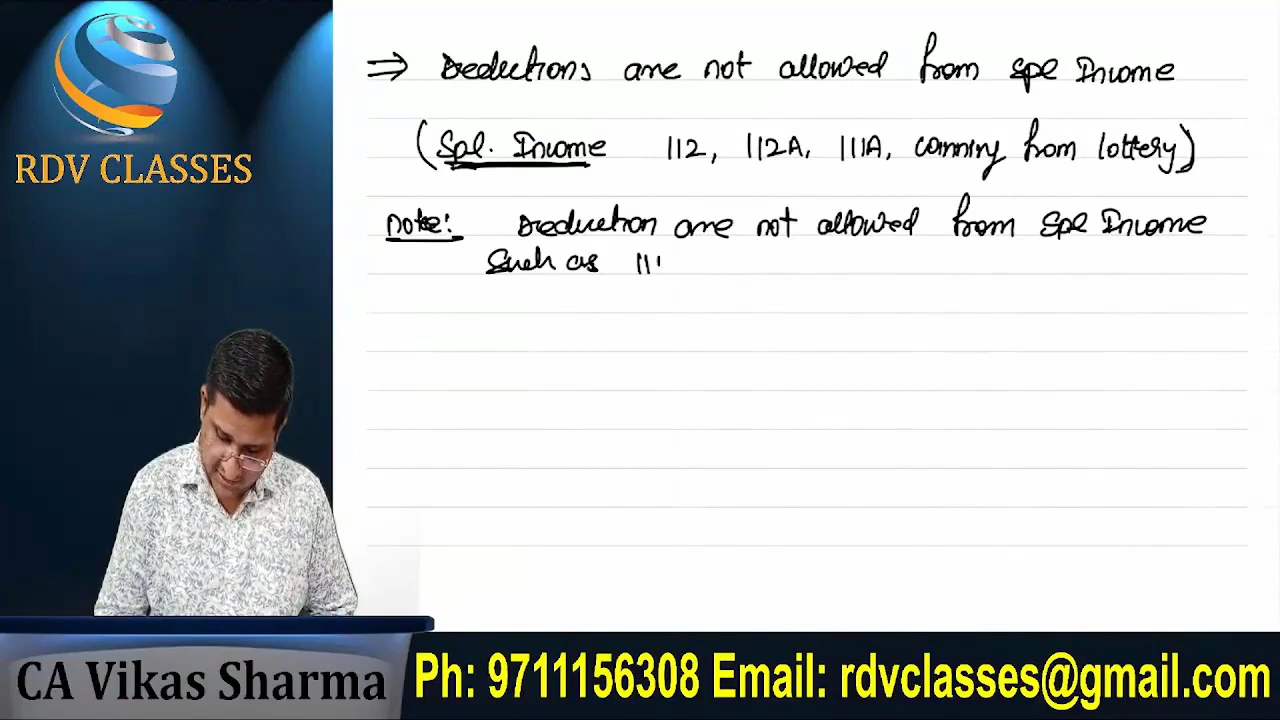 ⇒ Deductions are not allowed from spl Income
(Spl. Income 112, 112A, 111A, comming from lottery)
RDV CLASSES
Note: Deduction are not allowed from Spl Income
Such as 11
CA Vikas Sharma
Ph: 9711156308 Email: rdvclasses@gmail.com